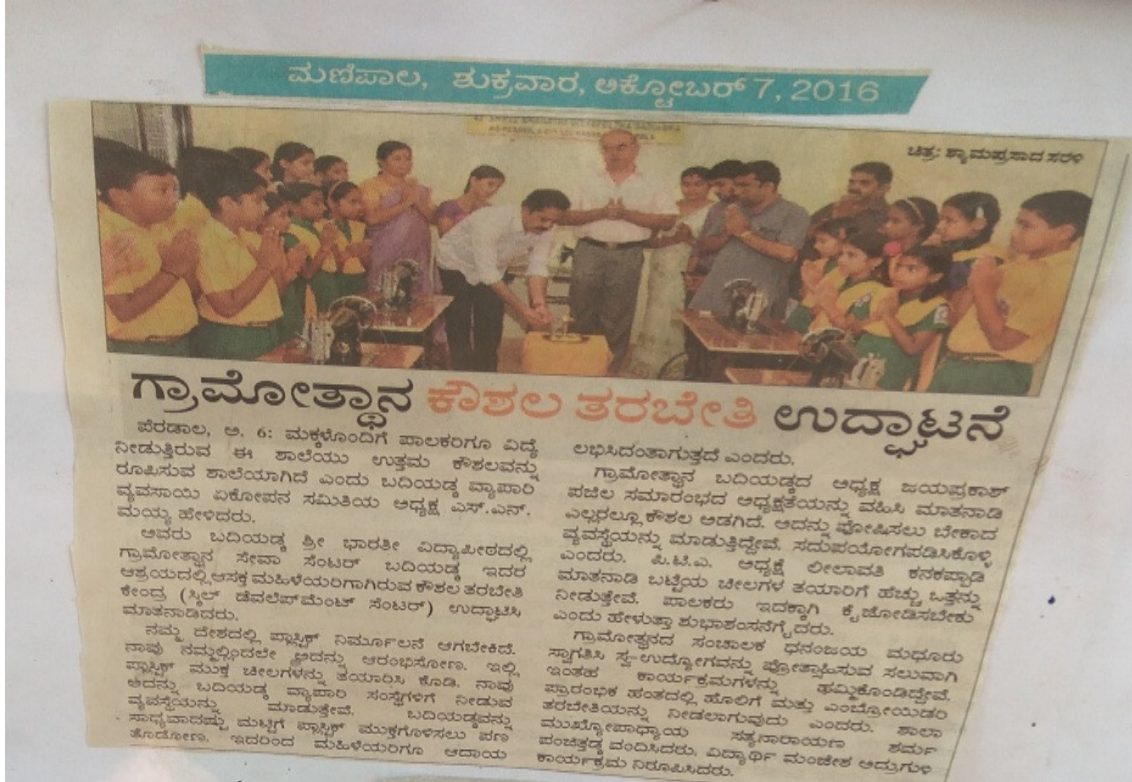 ಮಣಿಪಾಲ, ಶುಕ್ರವಾರ, ಅಕ್ಟೋಬರ್ 7, 2016
ಚಿತ್ರ: ಶ್ಯಾಮಪ್ರಸಾದ ಸರಳಿ
ಗ್ರಾಮೋತ್ಥಾನ ಕೌಶಲ ತರಬೇತಿ ಉದ್ಘಾಟನೆ
ಪೆರಡಾಲ, ಅ. 6: ಮಕ್ಕಳೊಂದಿಗೆ ಪಾಲಕರಿಗೂ ವಿದ್ಯೆ
ನೀಡುತ್ತಿರುವ ಈ ಶಾಲೆಯು ಉತ್ತಮ ಕೌಶಲವನ್ನು
ರೂಪಿಸುವ ಶಾಲೆಯಾಗಿದೆ ಎಂದು ಬದಿಯಡ್ಕ ವ್ಯಾಪಾರಿ
ವ್ಯವಸಾಯಿ ಏಕೋಪನ ಸಮಿತಿಯ ಅಧ್ಯಕ್ಷ ಎಸ್.ಎನ್.
ಮಯ್ಯ ಹೇಳಿದರು.
ಅವರು ಬದಿಯಡ್ಕ ಶ್ರೀ ಭಾರತೀ ವಿದ್ಯಾಪೀಠದಲ್ಲಿ
ಗ್ರಾಮೋತ್ಥಾನ ಸೇವಾ ಸೆಂಟರ್ ಬದಿಯಡ್ಕ ಇದರ
ಆಶ್ರಯದಲ್ಲಿ ಆಸಕ್ತ ಮಹಿಳೆಯರಿಗಾಗಿರುವ ಕೌಶಲ ತರಬೇತಿ
ಕೇಂದ್ರ (ಸ್ಕಿಲ್ ಡೆವಲಪ್‌ಮೆಂಟ್ ಸೆಂಟರ್) ಉದ್ಘಾಟಿಸಿ
ಮಾತನಾಡಿದರು.
ನಮ್ಮ ದೇಶದಲ್ಲಿ ಪ್ಲಾಸ್ಟಿಕ್ ನಿರ್ಮೂಲನೆ ಆಗಬೇಕಿದೆ.
ನಾವು ನಮ್ಮಲ್ಲಿಂದಲೇ ಅದನ್ನು ಆರಂಭಿಸೋಣ. ಇಲ್ಲಿ
ಪ್ಲಾಸ್ಟಿಕ್ ಮುಕ್ತ ಚೀಲಗಳನ್ನು ತಯಾರಿಸಿ ಕೊಡಿ. ನಾವು
ಅದನ್ನು ಬದಿಯಡ್ಕ ವ್ಯಾಪಾರಿ ಸಂಸ್ಥೆಗಳಿಗೆ ನೀಡುವ
ವ್ಯವಸ್ಥೆಯನ್ನು ಮಾಡುತ್ತೇವೆ. ಬದಿಯಡ್ಕವನ್ನು
ಸಾಧ್ಯವಾದಷ್ಟು ಮಟ್ಟಿಗೆ ಪ್ಲಾಸ್ಟಿಕ್ ಮುಕ್ತಗೊಳಿಸಲು ಪಣ
ತೊಡೋಣ. ಇದರಿಂದ ಮಹಿಳೆಯರಿಗೂ ಆದಾಯ
ಲಭಿಸಿದಂತಾಗುತ್ತದೆ ಎಂದರು.
ಗ್ರಾಮೋತ್ಥಾನ ಬದಿಯಡ್ಕದ ಅಧ್ಯಕ್ಷ ಜಯಪ್ರಕಾಶ್
ಪಜಿಲ ಸಮಾರಂಭದ ಅಧ್ಯಕ್ಷತೆಯನ್ನು ವಹಿಸಿ ಮಾತನಾಡಿ
ಎಲ್ಲರಲ್ಲೂ ಕೌಶಲ ಅಡಗಿದೆ. ಅದನ್ನು ಪೋಷಿಸಲು ಬೇಕಾದ
ವ್ಯವಸ್ಥೆಯನ್ನು ಮಾಡುತ್ತಿದ್ದೇವೆ. ಸದುಪಯೋಗಪಡಿಸಿಕೊಳ್ಳಿ
ಎಂದರು. ಪಿ.ಟಿ.ಎ. ಅಧ್ಯಕ್ಷೆ ಲೀಲಾವತಿ ಕನಕಪ್ಪಾಡಿ
ಮಾತನಾಡಿ ಬಟ್ಟೆಯ ಚೀಲಗಳ ತಯಾರಿಗೆ ಹೆಚ್ಚು ಒತ್ತನ್ನು
ನೀಡುತ್ತೇವೆ. ಪಾಲಕರು ಇದಕ್ಕಾಗಿ ಕೈಜೋಡಿಸಬೇಕು
ಎಂದು ಹೇಳುತ್ತಾ ಶುಭಾಶಂಸನೆಗೈದರು.
ಗ್ರಾಮೋತ್ಥಾನದ ಸಂಚಾಲಕ ಧನಂಜಯ ಮಧೂರು
ಸ್ವಾಗತಿಸಿ ಸ್ವ-ಉದ್ಯೋಗವನ್ನು ಪ್ರೋತ್ಸಾಹಿಸುವ ಸಲುವಾಗಿ
ಇಂತಹ ಕಾರ್ಯಕ್ರಮಗಳನ್ನು ಹಮ್ಮಿಕೊಂಡಿದ್ದೇವೆ.
ಪ್ರಾರಂಭಿಕ ಹಂತದಲ್ಲಿ ಹೊಲಿಗೆ ಮತ್ತು ಎಂಬ್ರೋಯಿಡರಿ
ತರಬೇತಿಯನ್ನು ನೀಡಲಾಗುವುದು ಎಂದರು. ಶಾಲಾ
ಮುಖ್ಯೋಪಾಧ್ಯಾಯ ಸತ್ಯನಾರಾಯಣ ಶರ್ಮ
ಪಂಜಿತ್ತಡ್ಕ ವಂದಿಸಿದರು. ವಿದ್ಯಾರ್ಥಿ ಮಂಜೇಶ ಅದ್ರುಗುಳಿ
ಕಾರ್ಯಕ್ರಮ ನಿರೂಪಿಸಿದರು.